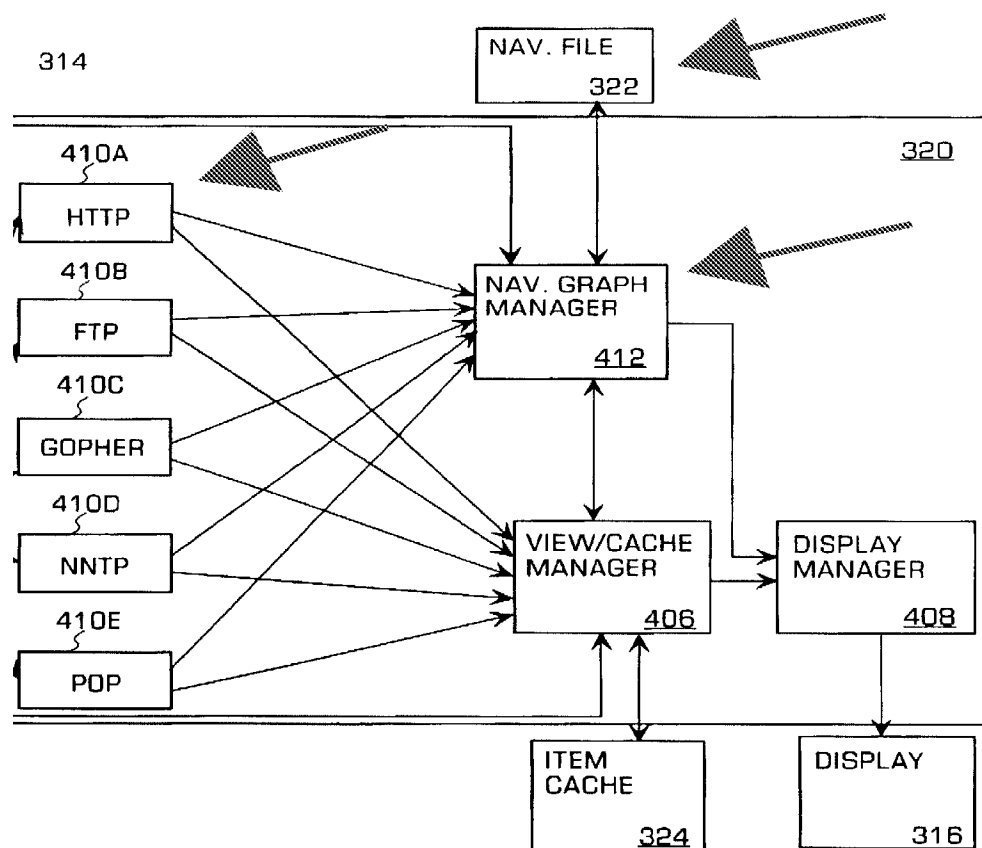 NAV. FILE
322
314
320
410A
HTTP
410B
FTP
410C
GOPHER
410D
NNTP
410E
POP
NAV. GRAPH
MANAGER
412
VIEW/CACHE
MANAGER
406
DISPLAY
MANAGER
408
ITEM
CACHE
324
DISPLAY
316